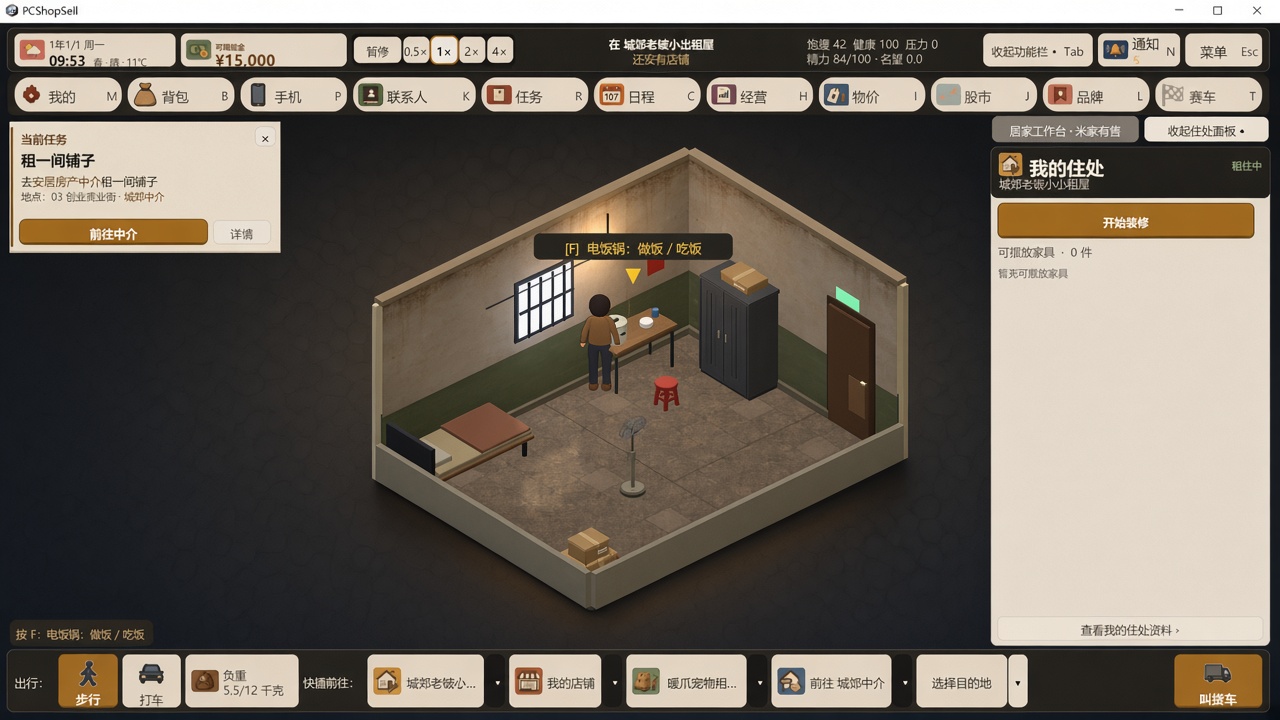 PCShopSell
1年1/1 周一
09:53 春·晴·11℃
可用现金
¥15,000
暂修 0.5× 1× 2× 4×
在 城郊老破小出租屋
还安有店铺
饱食 42 健康 100 压力 0
精力 84/100·名望 0.0
收起功能拦·Tab
通知 N
5
菜单 Esc
我的 M
背包 B
手机 P
联系人 K
任务 R
107 日程 C
经营 H
物价 I
股市 J
品牌 L
赛车 T
当前任务
×
租一间铺子
去安居房产中介租一间铺子
地点：03 创业商业街·城郊中介
前往中介
详情
居家工作台·米家有售
收起住处面板
我的住处
租住中
城郊老破小小租屋
开始装修
可摆放家具 · 0 件
暂无可摆放家具
[F] 电饭锅：做饭 / 吃饭
查看我的住处资料 ›
按 F：电饭锅：做饭 / 吃饭
出行：
步行
打车
负重
5.5/12 千克
快捷前往：
城郊老破小...
我的店铺
暖爪宠物用...
前往 城郊中介
选择目的地
叫货车